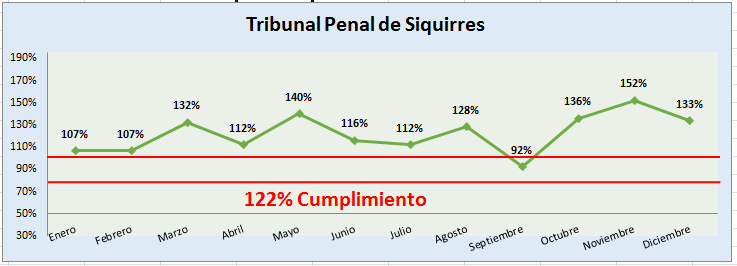 Tribunal Penal de Siquirres
190%
170%
150%
130%
110%
90%
70%
50%
30%
107%
107%
132%
112%
140%
116%
112%
128%
92%
136%
152%
133%
122% Cumplimiento
Enero
Febrero
Marzo
Abril
Mayo
Junio
Julio
Agosto
Septiembre
Octubre
Noviembre
Diciembre